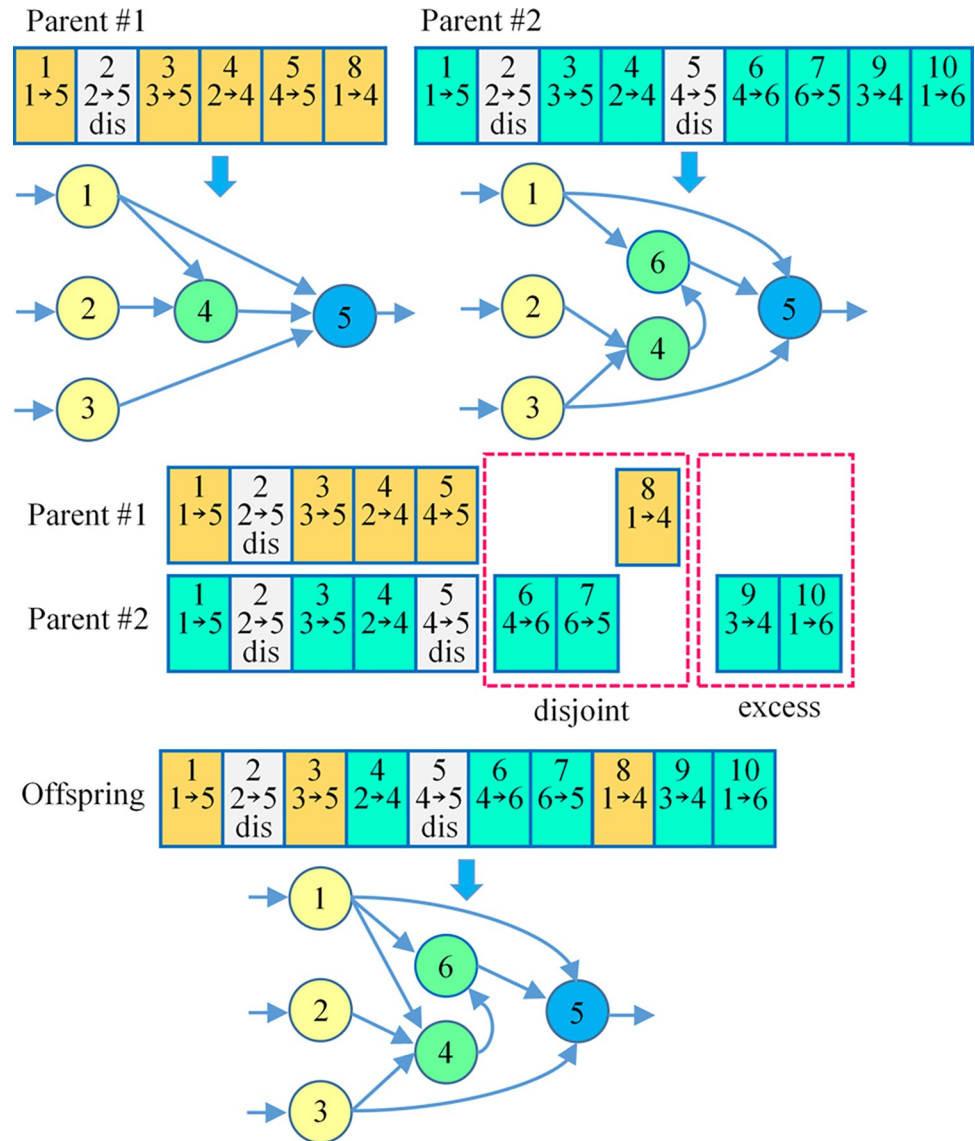 Parent #1
Parent #2
1 2 3 4 5 8
1→5 2→5 3→5 2→4 4→5 1→4
dis
1 2 3 4 5 6 7 9 10
1→5 2→5 3→5 2→4 4→5 4→6 6→5 3→4 1→6
dis dis
1
2
3
4
5
1
2
3
6
4
5
Parent #1
1 2 3 4 5 8
1→5 2→5 3→5 2→4 4→5 1→4
dis
Parent #2
1 2 3 4 5 6 7 9 10
1→5 2→5 3→5 2→4 4→5 4→6 6→5 3→4 1→6
dis dis
disjoint
excess
Offspring
1 2 3 4 5 6 7 8 9 10
1→5 2→5 3→5 2→4 4→5 4→6 6→5 1→4 3→4 1→6
dis dis
1
2
3
6
4
5